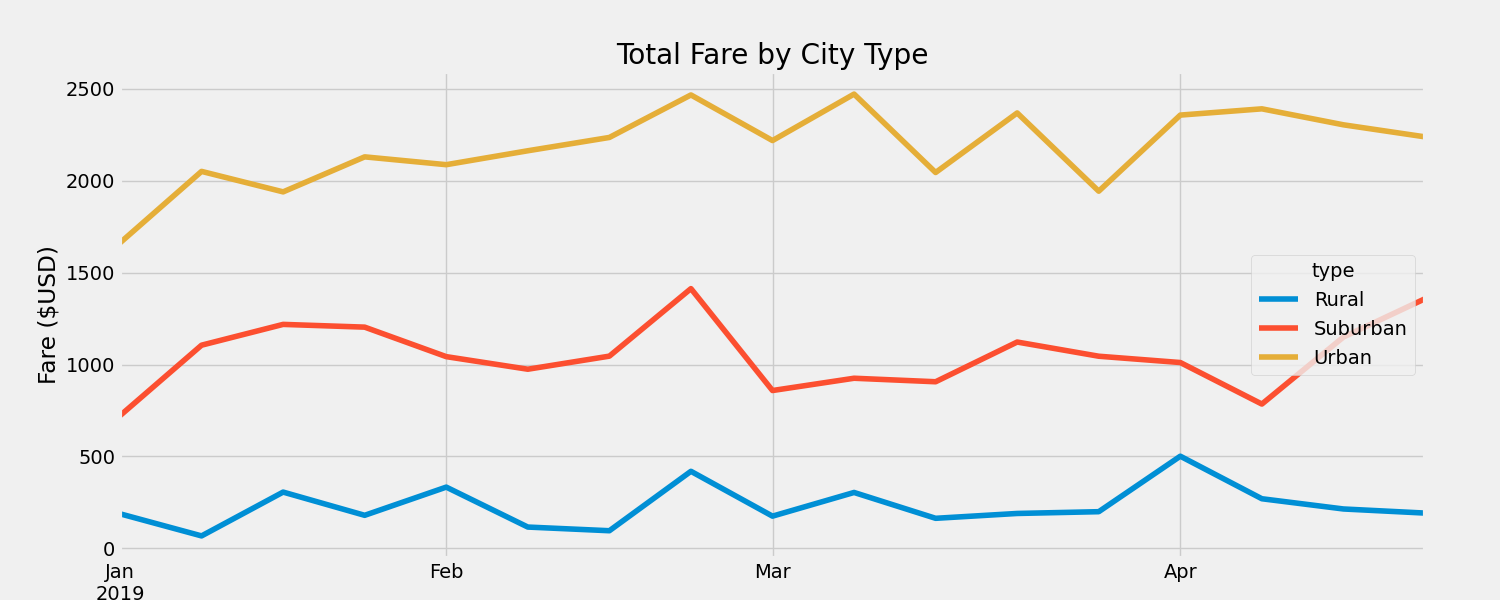 Total Fare by City Type
Fare ($USD)
2500
2000
1500
1000
500
0
type
Rural
Suburban
Urban
Jan Feb Mar Apr
2019